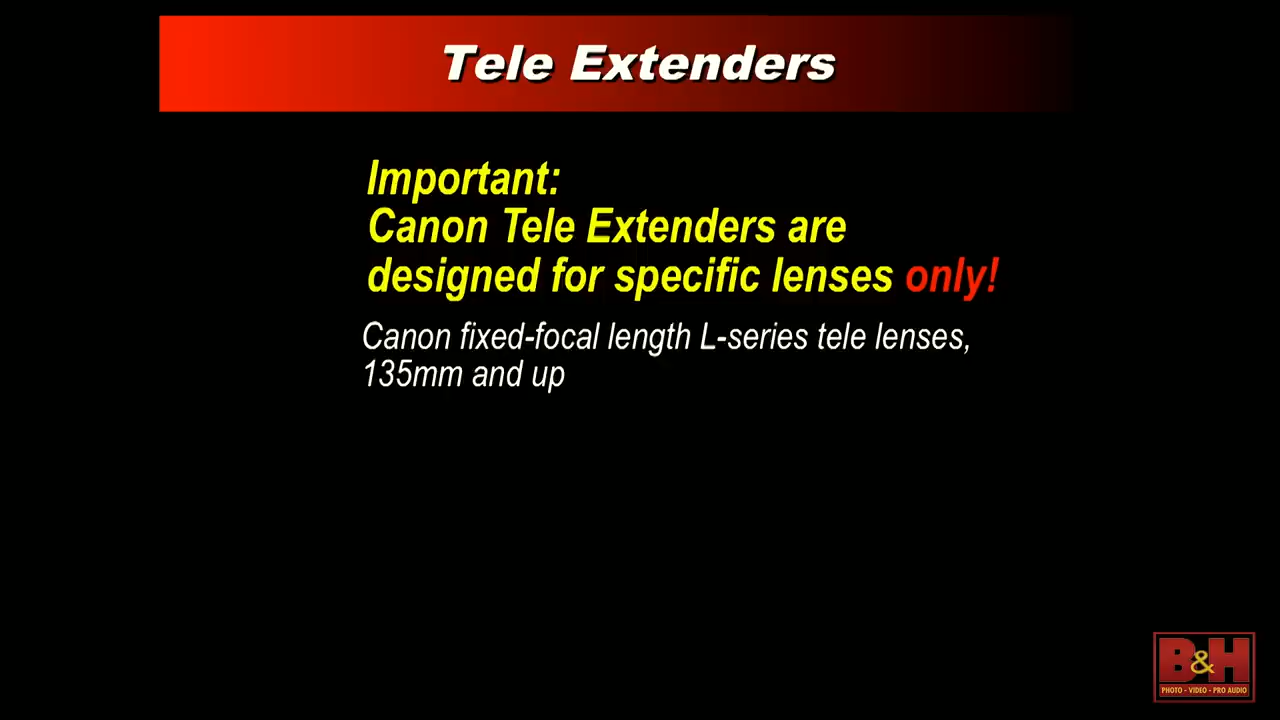 Tele Extenders
Important:
Canon Tele Extenders are
designed for specific lenses only!
Canon fixed-focal length L-series tele lenses,
135mm and up
B&H
PHOTO - VIDEO - PRO AUDIO